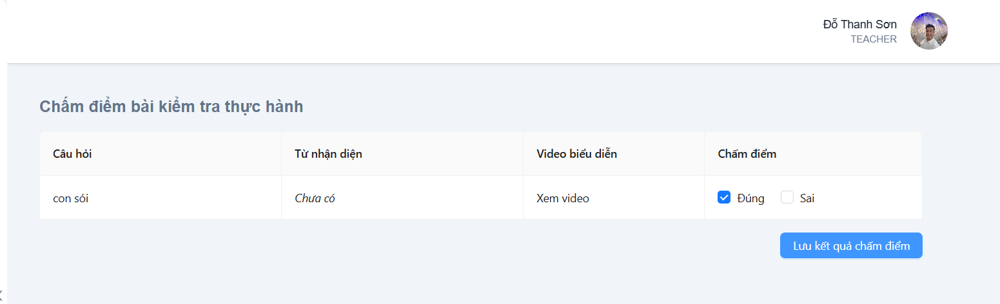 Đỗ Thanh Sơn
TEACHER
Chấm điểm bài kiểm tra thực hành
Câu hỏi Từ nhận diện Video biểu diễn Chấm điểm
con sói Chưa có Xem video Đúng Sai
Lưu kết quả chấm điểm